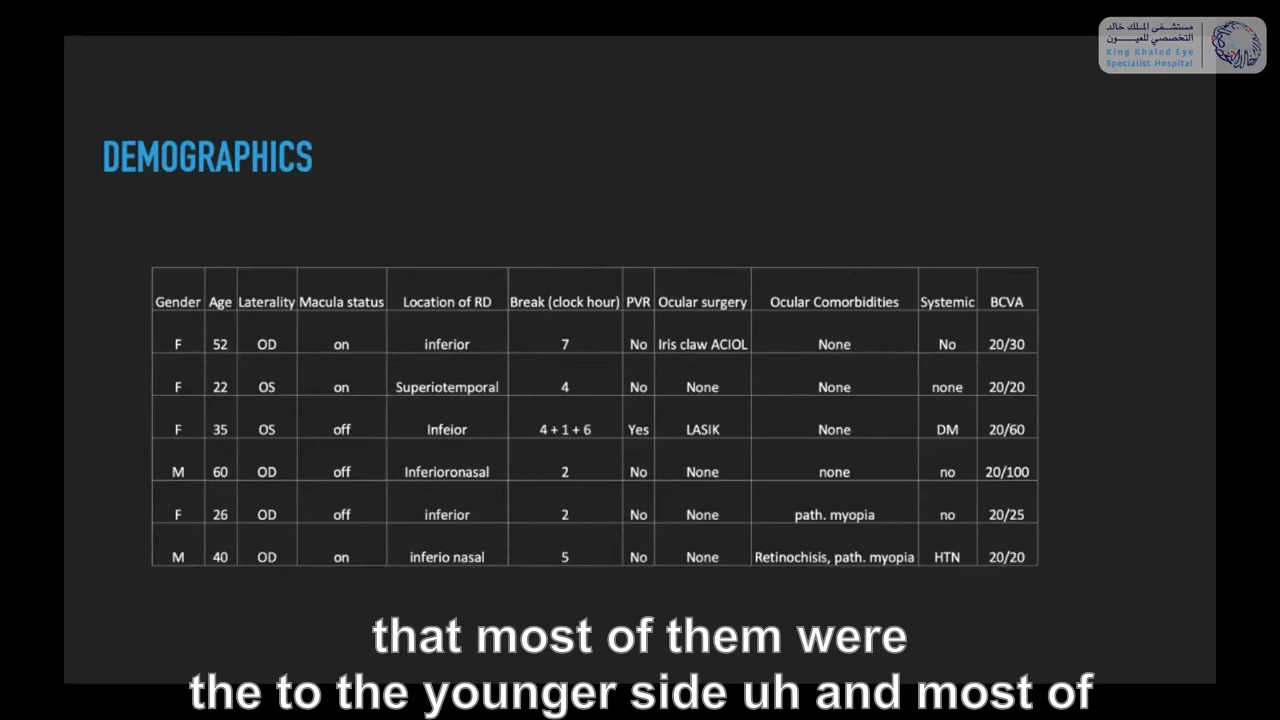 مستشفى الملك خالد
التخصصي للعيون
King Khaled Eye
Specialist Hospital
DEMOGRAPHICS
Gender Age Laterality Macula status Location of RD Break (clock hour) PVR Ocular surgery Ocular Comorbidities Systemic BCVA
F 52 OD on inferior 7 No Iris claw ACIOL None No 20/30
F 22 OS on Superiotemporal 4 No None None none 20/20
F 35 OS off Infeior 4 + 1 + 6 Yes LASIK None DM 20/60
M 60 OD off Inferioronasal 2 No None none no 20/100
F 26 OD off inferior 2 No None path. myopia no 20/25
M 40 OD on inferio nasal 5 No None Retinochisis, path. myopia HTN 20/20
that most of them were
the to the younger side uh and most of